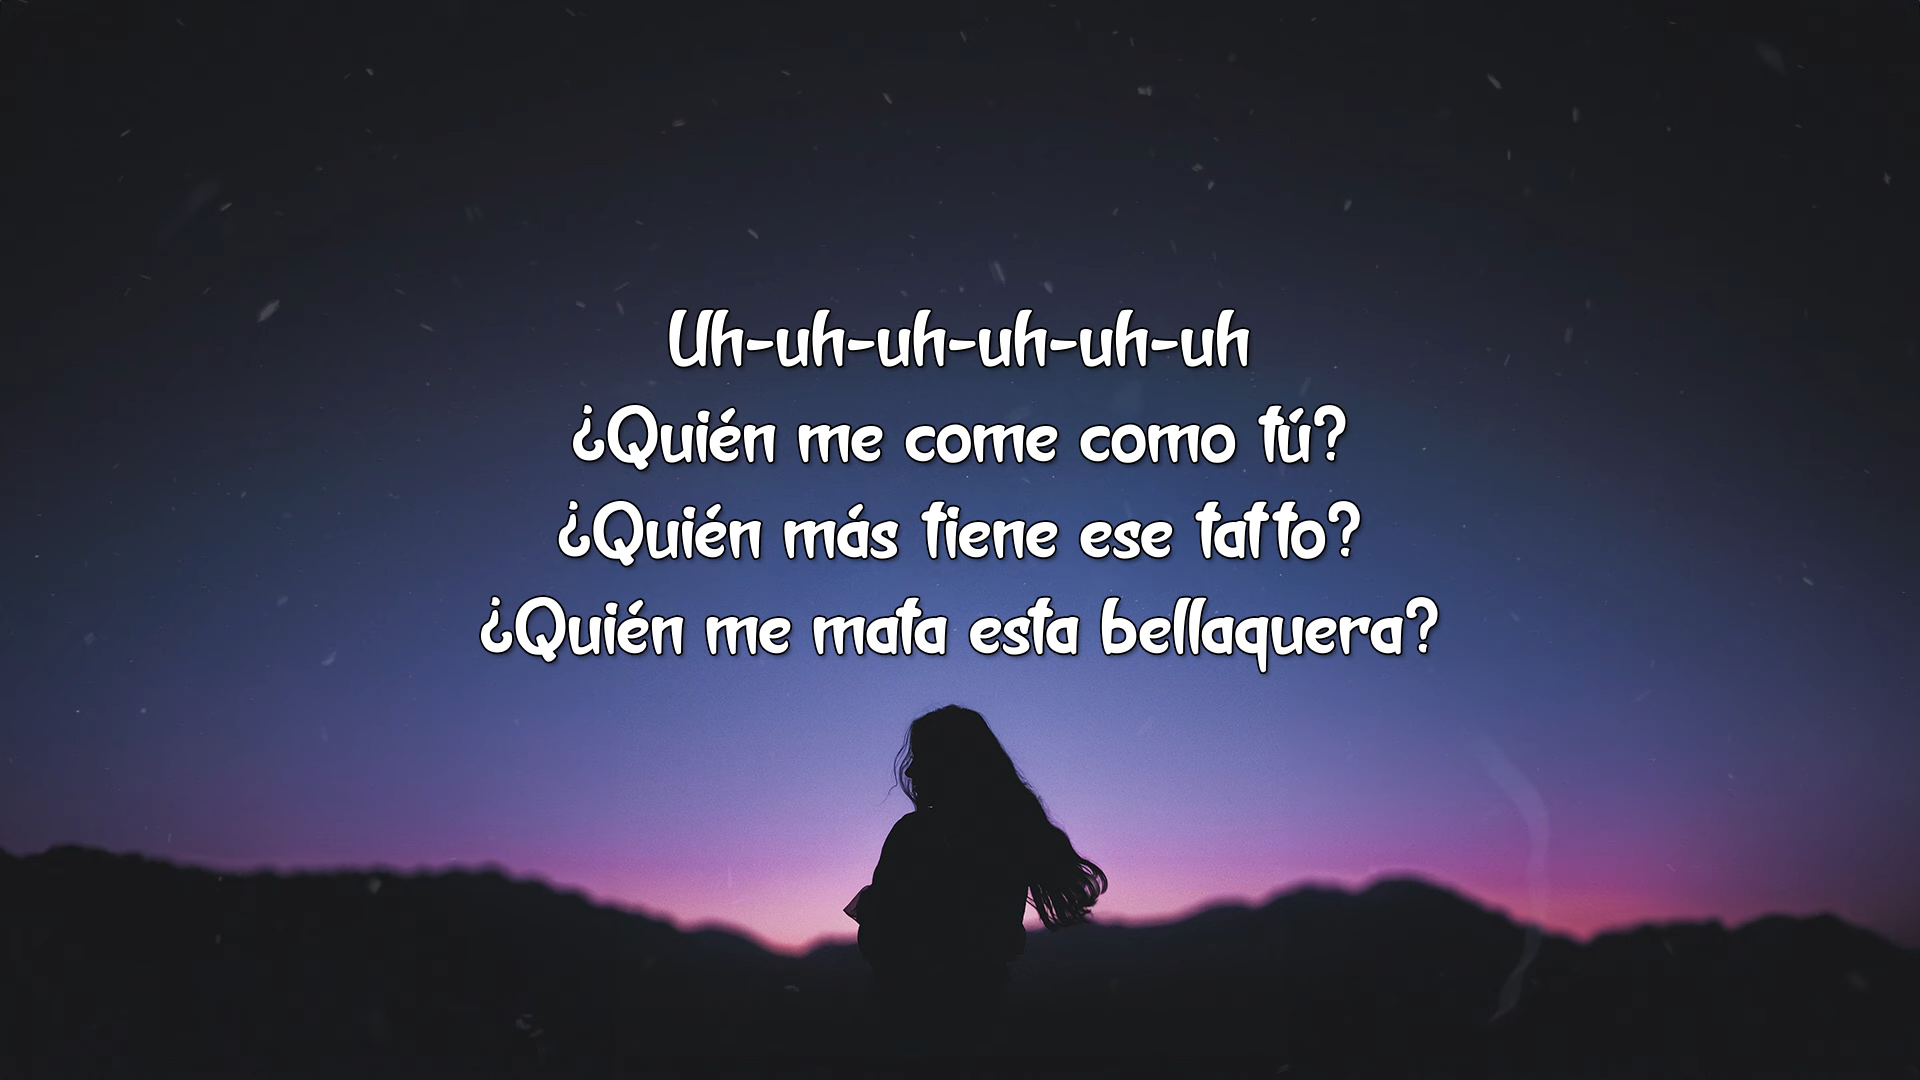 Uh-uh-uh-uh-uh-uh
¿Quién me come como tú?
¿Quién más tiene ese tatto?
¿Quién me mata esta bellaquera?